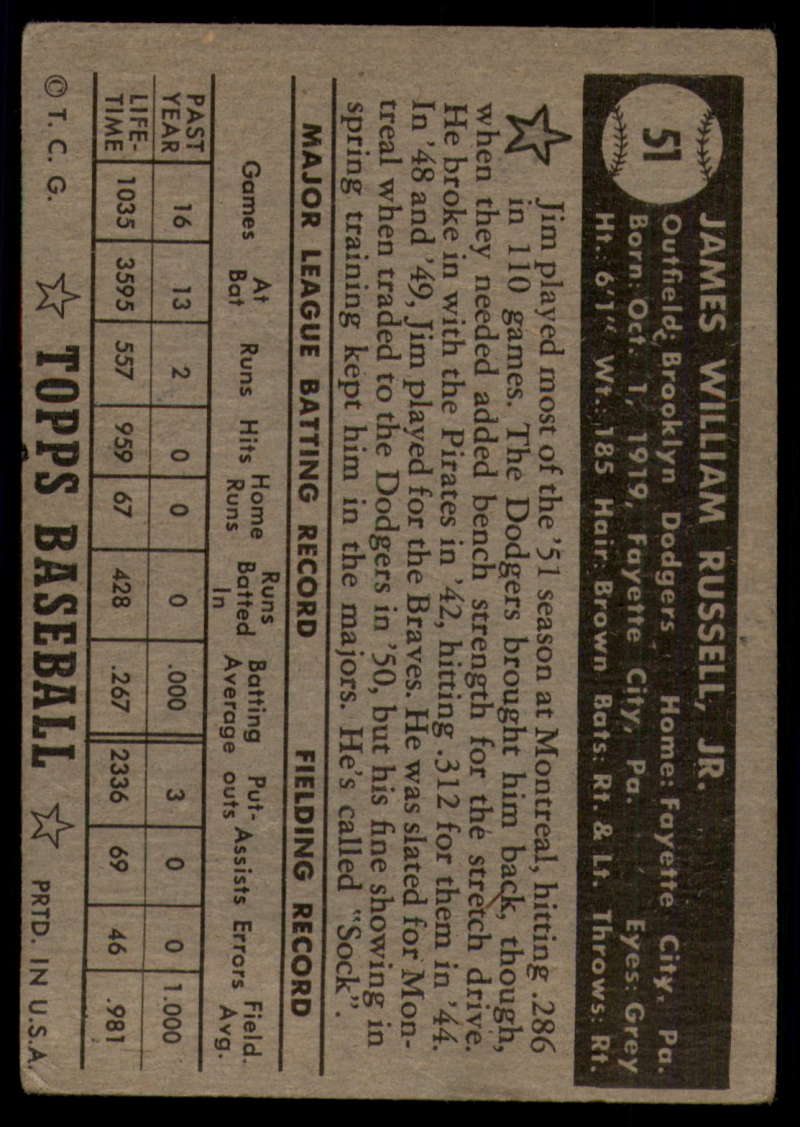 51
JAMES WILLIAM RUSSELL, JR.
Outfield: Brooklyn Dodgers Home: Fayette City, Pa.
Born: Oct. 1, 1919, Fayette City, Pa. Eyes: Grey
Ht.: 6'1" Wt.: 185 Hair: Brown Bats: Rt. & Lt. Throws: Rt.
Jim played most of the '51 season at Montreal, hitting .286
in 110 games. The Dodgers brought him back, though,
when they needed added bench strength for the stretch drive.
He broke in with the Pirates in '42, hitting .312 for them in '44.
In '48 and '49, Jim played for the Braves. He was slated for Mon-
treal when traded to the Dodgers in '50, but his fine showing in
spring training kept him in the majors. He's called "Sock".
MAJOR LEAGUE BATTING RECORD FIELDING RECORD
Games At Bat Runs Hits Home Runs Runs Batted In Batting Average Put-outs Assists Errors Field. Avg.
PAST YEAR 16 13 2 0 0 0 .000 3 0 0 1.000
LIFE-TIME 1035 3595 557 959 67 428 .267 2336 69 46 .981
© T. C. G. TOPPS BASEBALL PRTD. IN U.S.A.